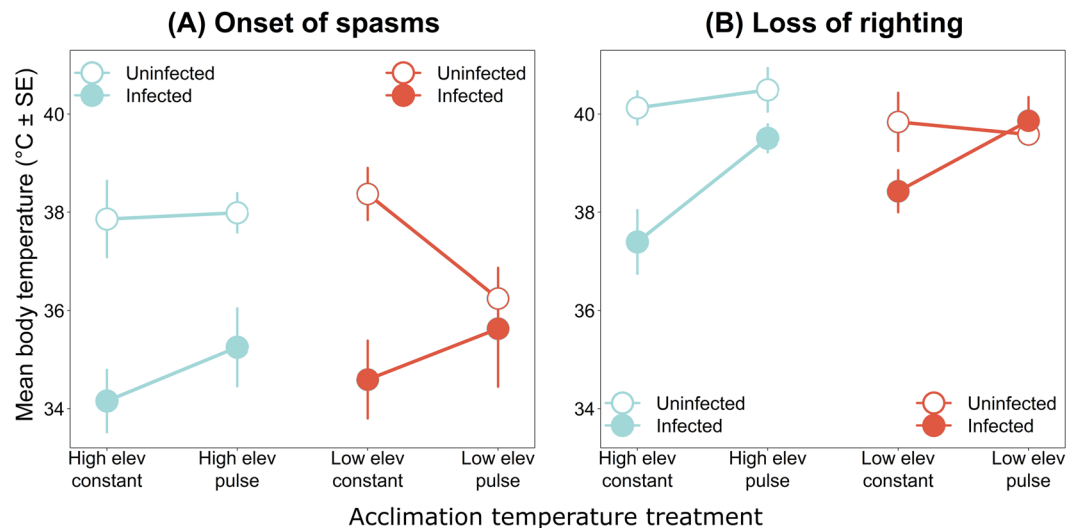 (A) Onset of spasms
(B) Loss of righting
Mean body temperature (°C ± SE)
40
38
36
34
Uninfected
Infected
Uninfected
Infected
High elev
constant
High elev
pulse
Low elev
constant
Low elev
pulse
40
38
36
34
Uninfected
Infected
Uninfected
Infected
High elev
constant
High elev
pulse
Low elev
constant
Low elev
pulse
Acclimation temperature treatment